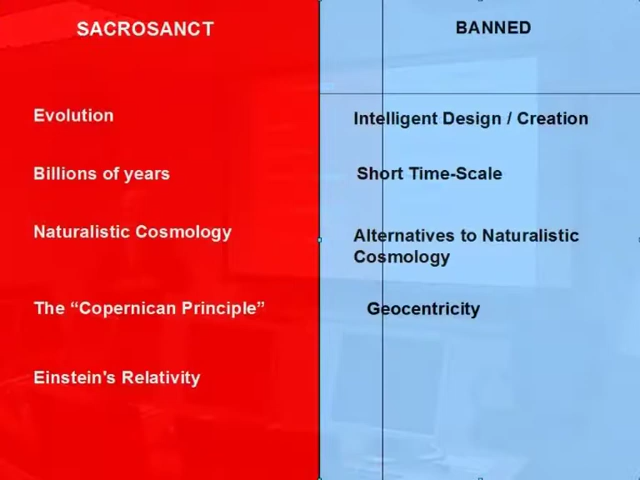 SACROSANCT
BANNED
Evolution
Intelligent Design / Creation
Billions of years
Short Time-Scale
Naturalistic Cosmology
Alternatives to Naturalistic
Cosmology
The “Copernican Principle”
Geocentricity
Einstein's Relativity